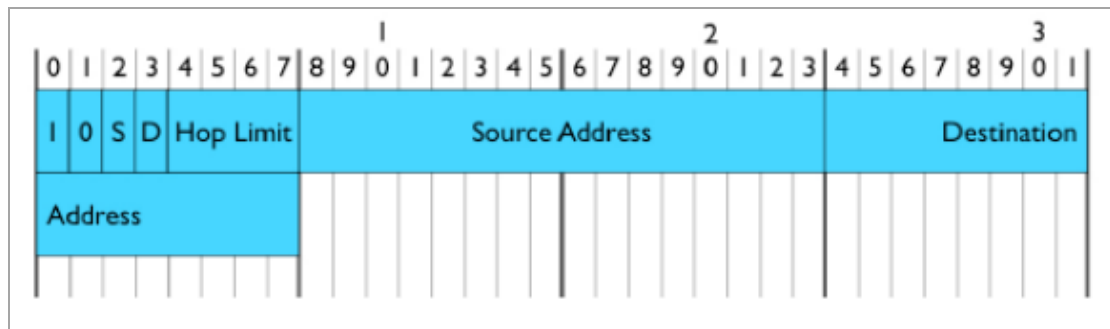 1 2 3
0 1 2 3 4 5 6 7 8 9 0 1 2 3 4 5 6 7 8 9 0 1 2 3 4 5 6 7 8 9 0 1
1 0 S D Hop Limit Source Address Destination
Address